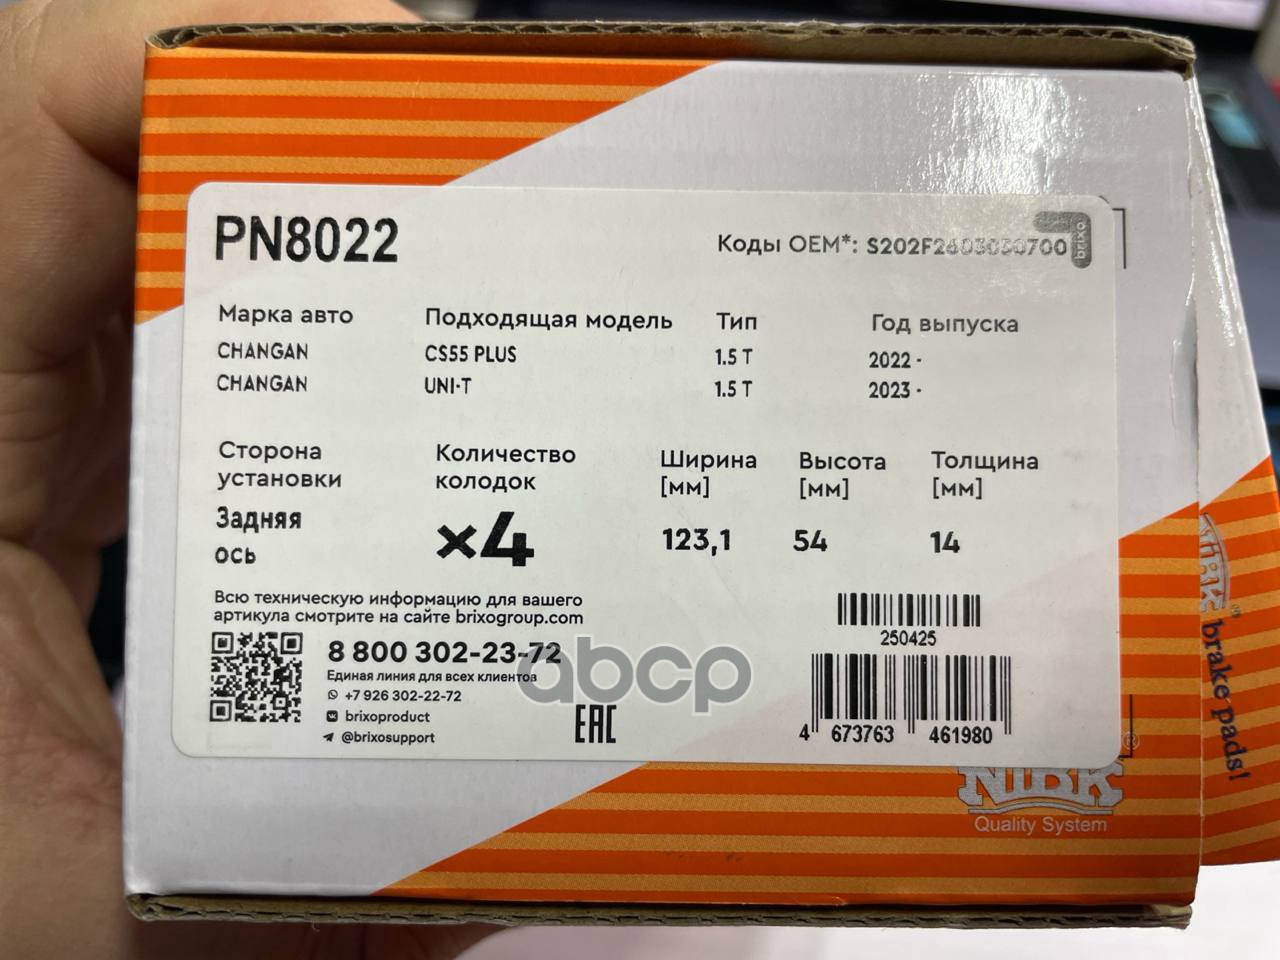 PN8022
Коды OEM*: S202F2603030700
brixo
Марка авто Подходящая модель Тип Год выпуска
CHANGAN CS55 PLUS 1.5 T 2022 -
CHANGAN UNI-T 1.5 T 2023 -
Сторона Количество Ширина Высота Толщина
установки колодок [мм] [мм] [мм]
Задняя
ось x4 123,1 54 14
Всю техническую информацию для вашего
артикула смотрите на сайте brixogroup.com
8 800 302-23-72
Единая линия для всех клиентов
+7 926 302-22-72
brixoproduct
@brixosupport
EAC
abcp
250425
4 673763 461980
NIBK ®
Quality System
NIBK ®
brake pads!